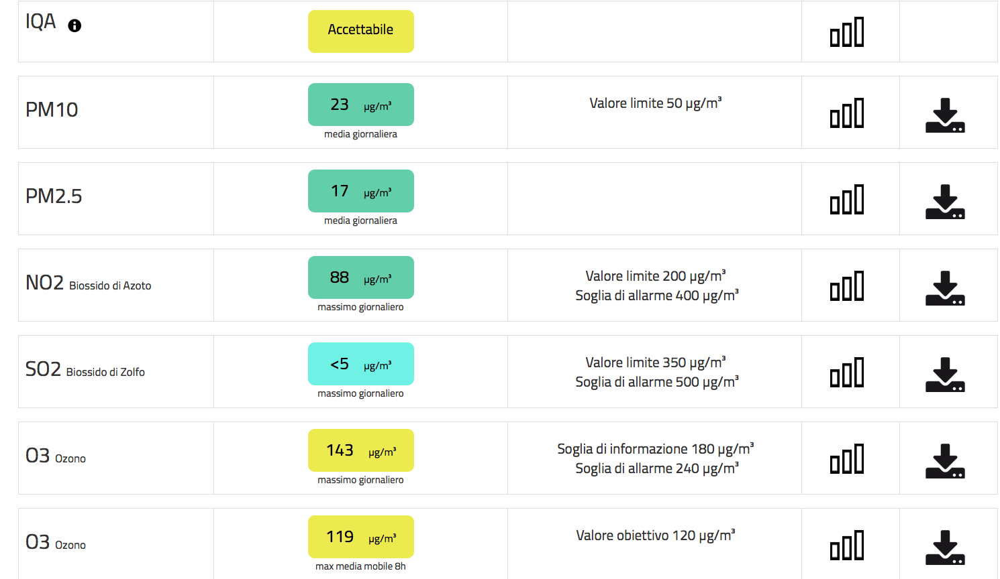 IQA
Accettabile
PM10
23 µg/m³
media giornaliera
Valore limite 50 µg/m³
PM2.5
17 µg/m³
media giornaliera
NO2 Biossido di Azoto
88 µg/m³
massimo giornaliero
Valore limite 200 µg/m³
Soglia di allarme 400 µg/m³
SO2 Biossido di Zolfo
<5 µg/m³
massimo giornaliero
Valore limite 350 µg/m³
Soglia di allarme 500 µg/m³
O3 Ozono
143 µg/m³
massimo giornaliero
Soglia di informazione 180 µg/m³
Soglia di allarme 240 µg/m³
O3 Ozono
119 µg/m³
max media mobile 8h
Valore obiettivo 120 µg/m³